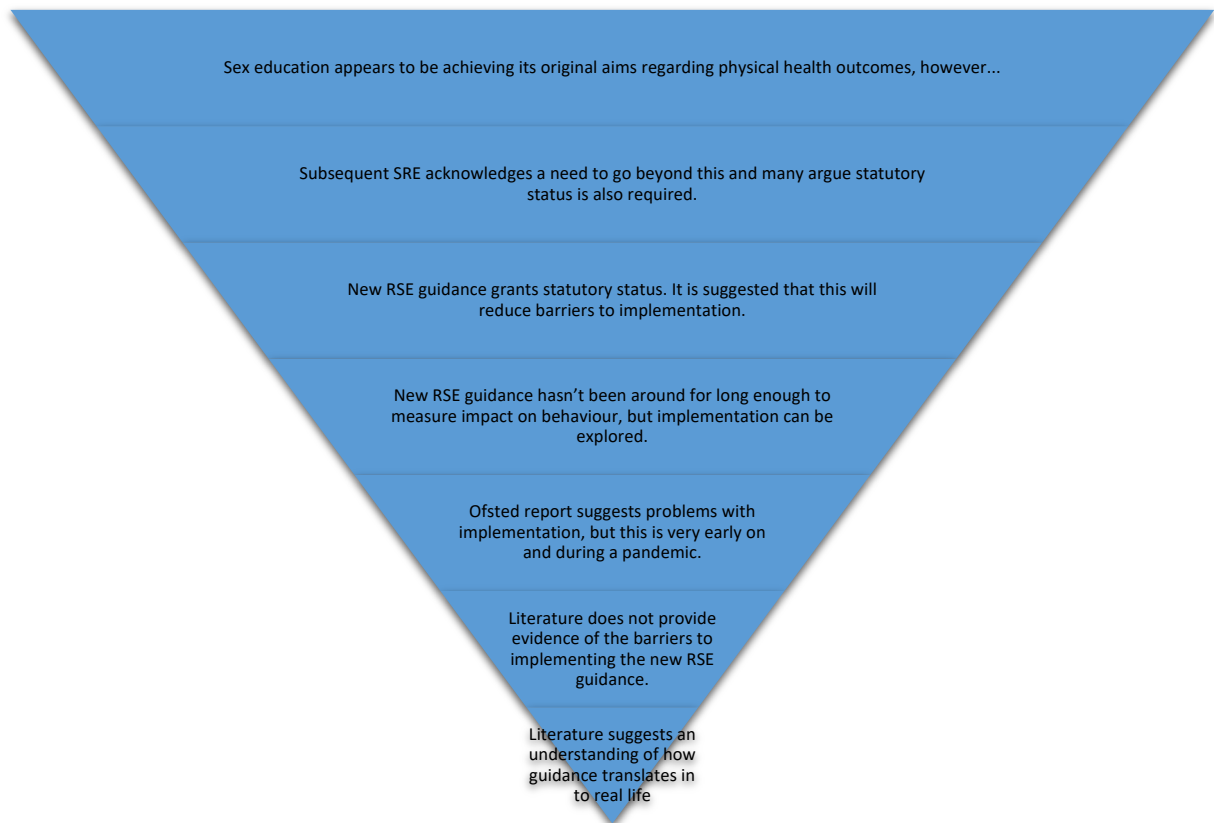 Sex education appears to be achieving its original aims regarding physical health outcomes, however...
Subsequent SRE acknowledges a need to go beyond this and many argue statutory
status is also required.
New RSE guidance grants statutory status. It is suggested that this will
reduce barriers to implementation.
New RSE guidance hasn’t been around for long enough to
measure impact on behaviour, but implementation can be
explored.
Ofsted report suggests problems with
implementation, but this is very early on
and during a pandemic.
Literature does not provide
evidence of the barriers to
implementing the new RSE
guidance.
Literature suggests an
understanding of how
guidance translates in
to real life